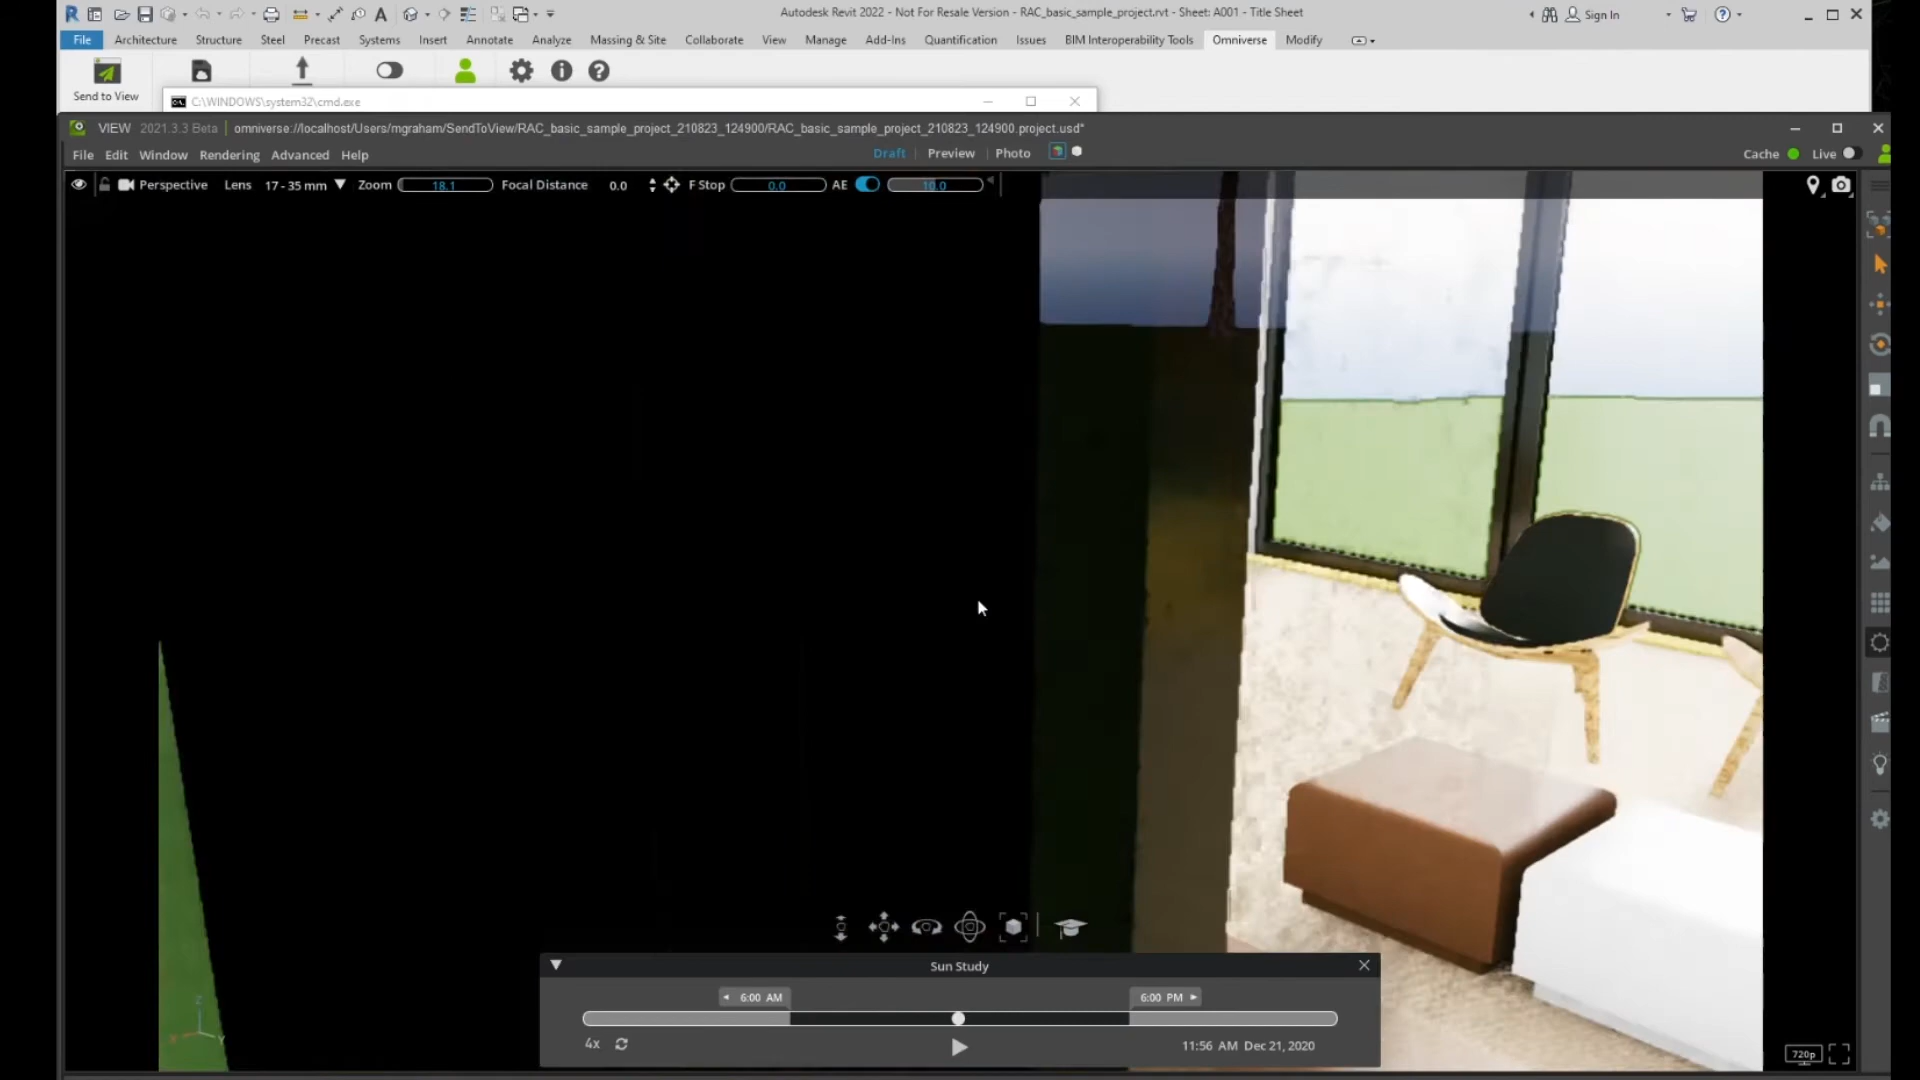 Autodesk Revit 2022 - Not For Resale Version - RAC_basic_sample_project.rvt - Sheet: A001 - Title Sheet
Sign In
File Architecture Structure Steel Precast Systems Insert Annotate Analyze Massing & Site Collaborate View Manage Add-Ins Quantification Issues BIM Interoperability Tools Omniverse Modify
Send to View
C:\WINDOWS\system32\cmd.exe
VIEW 2021.3.3 Beta omniverse://localhost/Users/mgraham/SendToView/RAC_basic_sample_project_210823_124900/RAC_basic_sample_project_210823_124900.project.usd*
File Edit Window Rendering Advanced Help Draft Preview Photo Cache Live
Perspective Lens 17 - 35 mm Zoom 18.1 Focal Distance 0.0 F Stop 0.0 AE 10.0
Sun Study
6:00 AM 6:00 PM
4x 11:56 AM Dec 21, 2020
Z
X Y
720p